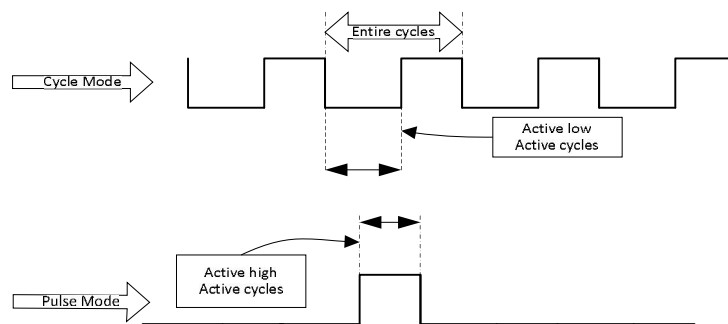 Entire cycles
Cycle Mode
Active low
Active cycles
Active high
Active cycles
Pulse Mode